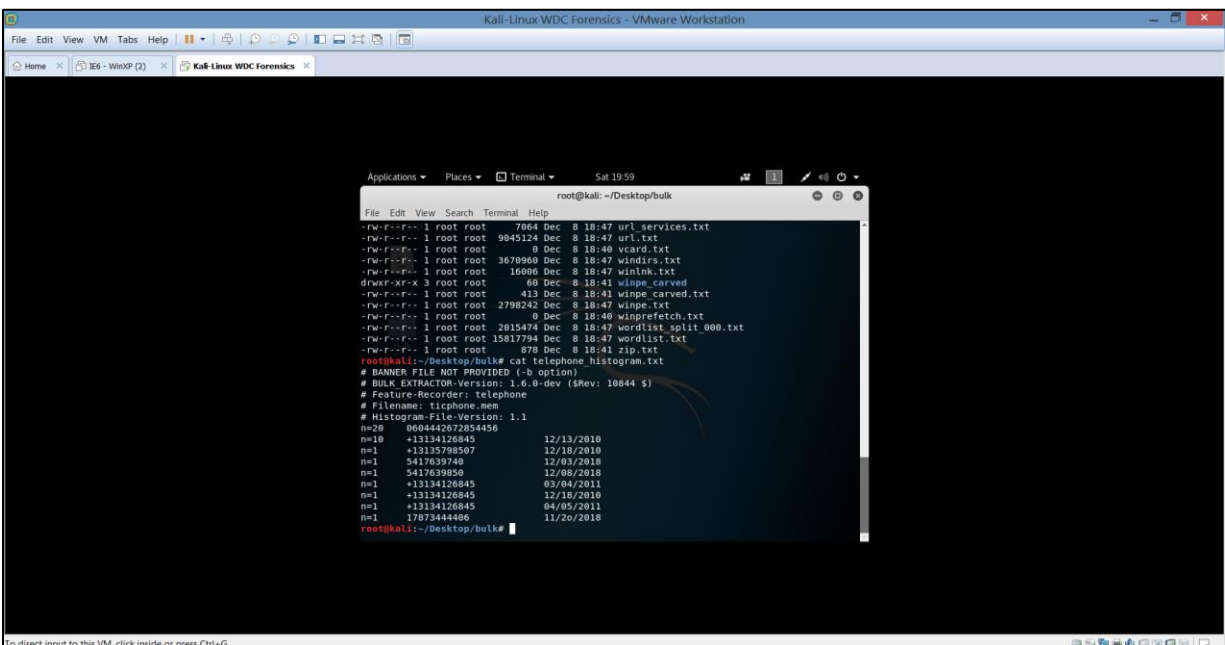 Kali-Linux WDC Forensics - VMware Workstation
File Edit View VM Tabs Help
Home IE6 - WinXP (2) Kali-Linux WDC Forensics
Applications Places Terminal Sat 19:59 1
root@kali: ~/Desktop/bulk
File Edit View Search Terminal Help
-rw-r--r-- 1 root root 7064 Dec 8 18:47 url_services.txt
-rw-r--r-- 1 root root 9045124 Dec 8 18:47 url.txt
-rw-r--r-- 1 root root 0 Dec 8 18:40 vcard.txt
-rw-r--r-- 1 root root 3670960 Dec 8 18:47 windirs.txt
-rw-r--r-- 1 root root 16006 Dec 8 18:47 winlnk.txt
drwxr-xr-x 3 root root 60 Dec 8 18:41 winpe_carved
-rw-r--r-- 1 root root 413 Dec 8 18:41 winpe_carved.txt
-rw-r--r-- 1 root root 2798242 Dec 8 18:47 winpe.txt
-rw-r--r-- 1 root root 0 Dec 8 18:40 winprefetch.txt
-rw-r--r-- 1 root root 2015474 Dec 8 18:47 wordlist_split_000.txt
-rw-r--r-- 1 root root 15817794 Dec 8 18:47 wordlist.txt
-rw-r--r-- 1 root root 878 Dec 8 18:41 zip.txt
root@kali:~/Desktop/bulk# cat telephone_histogram.txt
# BANNER FILE NOT PROVIDED (-b option)
# BULK_EXTRACTOR-Version: 1.6.0-dev ($Rev: 10844 $)
# Feature-Recorder: telephone
# Filename: ticphone.mem
# Histogram-File-Version: 1.1
n=20 0604442672854456
n=10 +13134126845 12/13/2010
n=1 +13135798507 12/18/2010
n=1 5417639740 12/03/2018
n=1 5417639850 12/08/2018
n=1 +13134126845 03/04/2011
n=1 +13134126845 12/18/2010
n=1 +13134126845 04/05/2011
n=1 17873444406 11/2o/2018
root@kali:~/Desktop/bulk#
To direct input to this VM, click inside or press Ctrl+G.